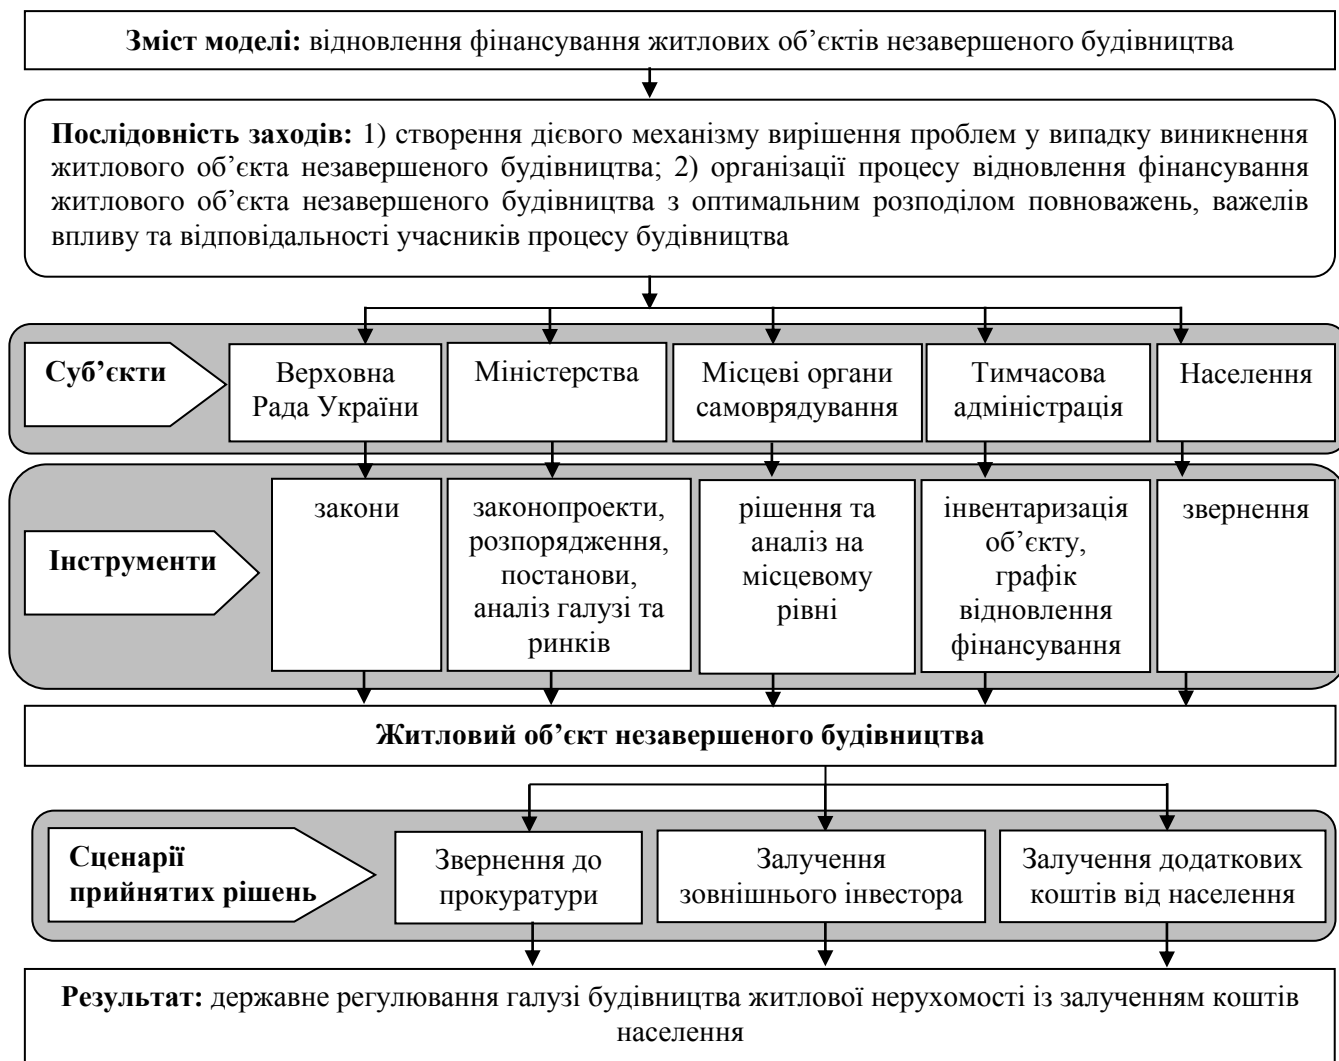 Зміст моделі: відновлення фінансування житлових об’єктів незавершеного будівництва
Послідовність заходів: 1) створення дієвого механізму вирішення проблем у випадку виникнення
житлового об’єкта незавершеного будівництва; 2) організації процесу відновлення фінансування
житлового об’єкта незавершеного будівництва з оптимальним розподілом повноважень, важелів
впливу та відповідальності учасників процесу будівництва
Суб’єкти
Верховна
Рада України
Міністерства
Місцеві органи
самоврядування
Тимчасова
адміністрація
Населення
Інструменти
закони
законопроекти,
розпорядження,
постанови,
аналіз галузі та
ринків
рішення та
аналіз на
місцевому
рівні
інвентаризація
об’єкту,
графік
відновлення
фінансування
звернення
Житловий об’єкт незавершеного будівництва
Сценарії
прийнятих рішень
Звернення до
прокуратури
Залучення
зовнішнього інвестора
Залучення додаткових
коштів від населення
Результат: державне регулювання галузі будівництва житлової нерухомості із залученням коштів
населення